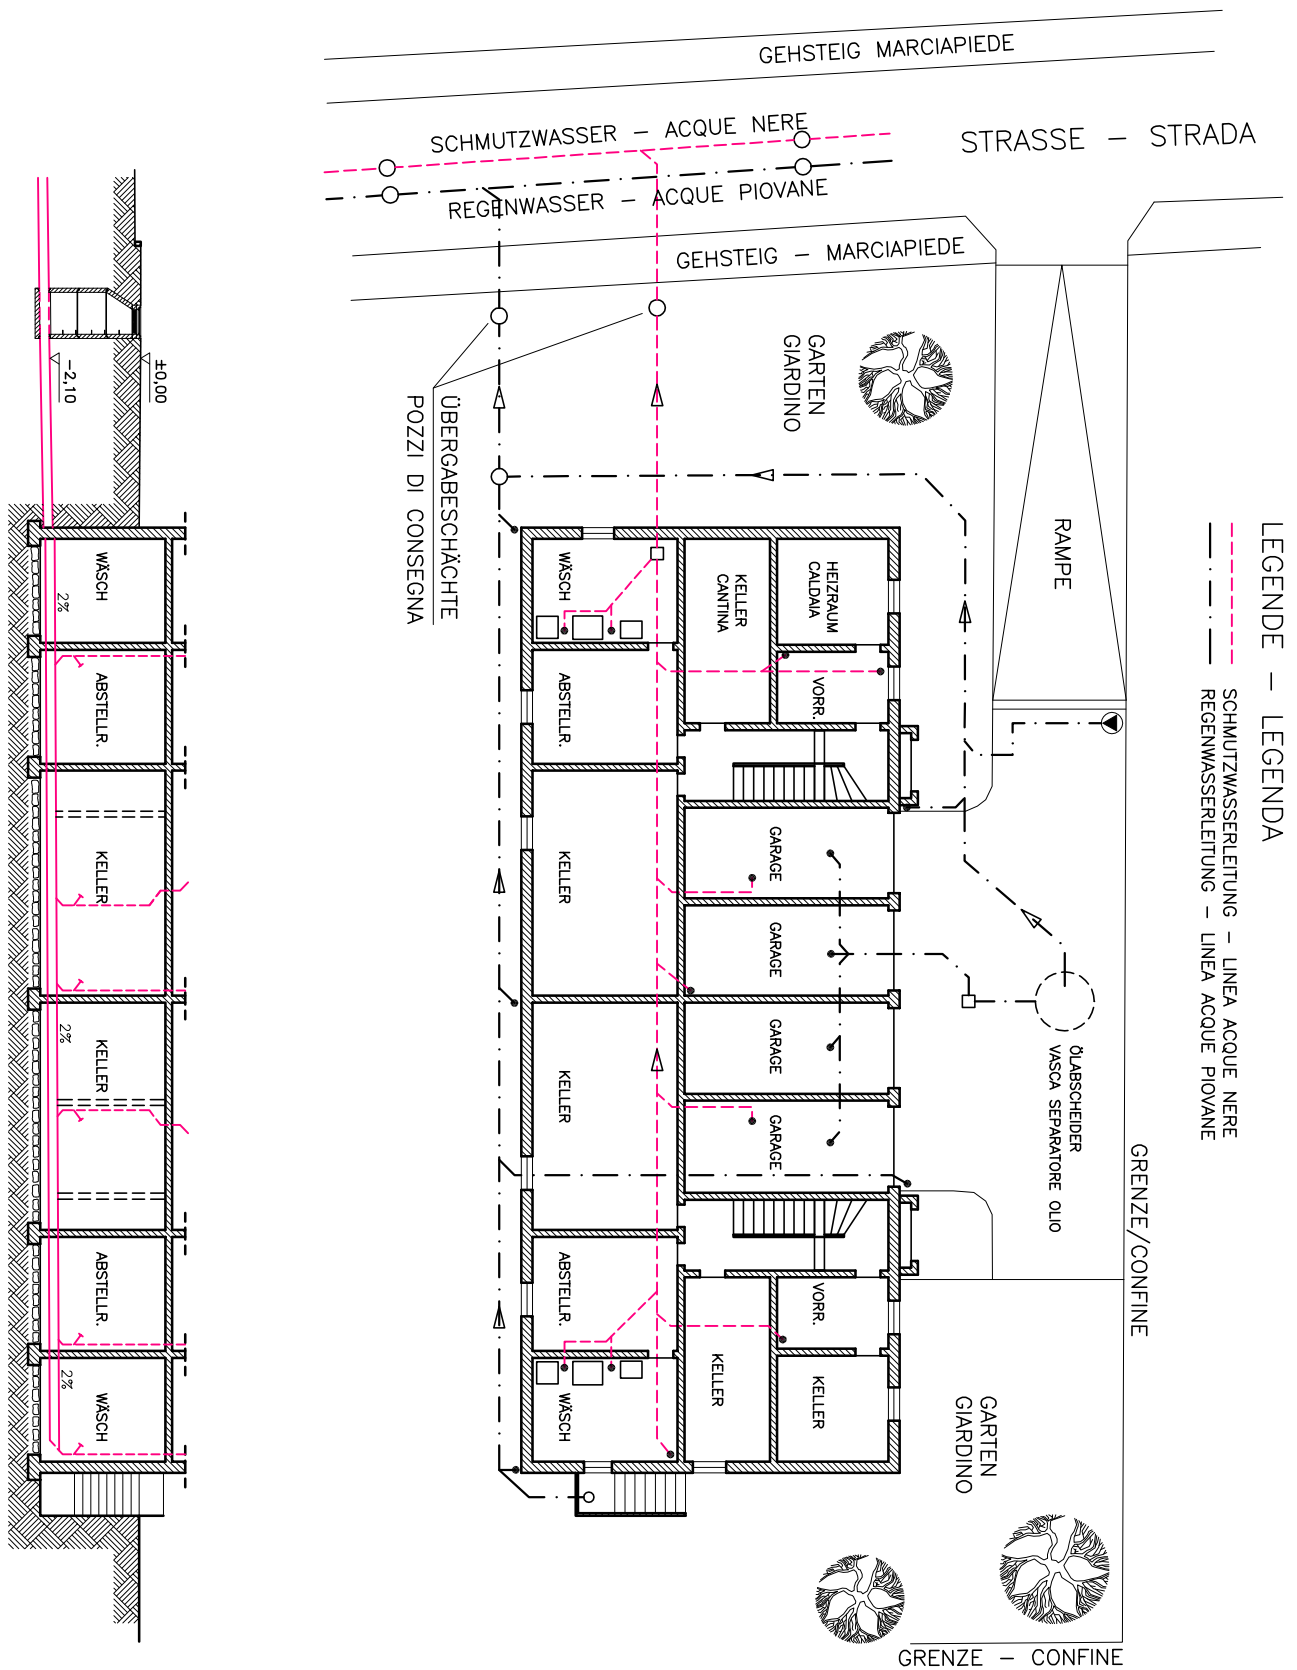 GEHSTEIG MARCIAPIEDE
SCHMUTZWASSER – ACQUE NERE
STRASSE – STRADA
REGENWASSER – ACQUE PIOVANE
GEHSTEIG – MARCIAPIEDE
LEGENDE – LEGENDA
SCHMUTZWASSERLEITUNG – LINEA ACQUE NERE
REGENWASSERLEITUNG – LINEA ACQUE PIOVANE
GARTEN
GIARDINO
RAMPE
ÜBERGABESCHÄCHTE
POZZI DI CONSEGNA
±0,00
-2,10
HEIZRAUM
CALDAIA
KELLER
CANTINA
WÄSCH
VORR.
ABSTELLR.
GARAGE
KELLER
GARAGE
GARAGE
KELLER
GARAGE
ÖLABSCHEIDER
VASCA SEPARATORE OLIO
GRENZE/CONFINE
VORR.
ABSTELLR.
KELLER
KELLER
WÄSCH
GARTEN
GIARDINO
GRENZE – CONFINE
WÄSCH
2%
ABSTELLR.
KELLER
2%
KELLER
ABSTELLR.
2%
WÄSCH